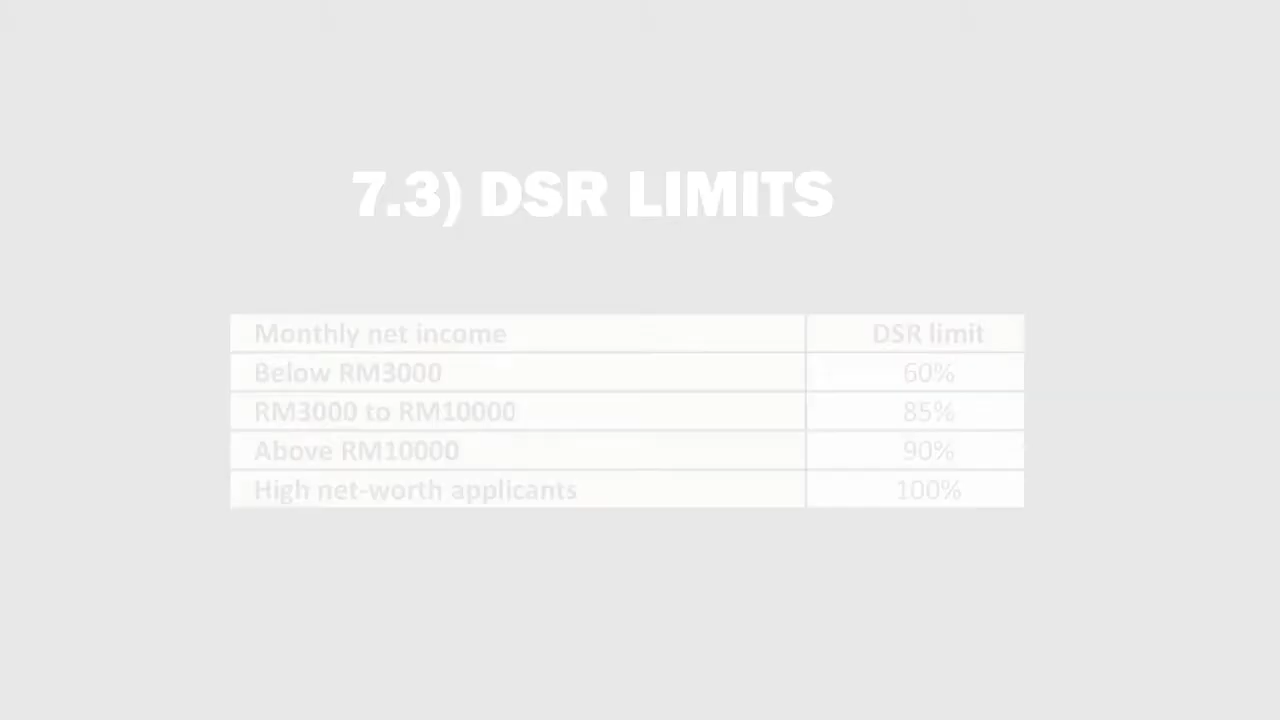 7.3) DSR LIMITS
Monthly net income DSR limit
Below RM3000 60%
RM3000 to RM10000 85%
Above RM10000 90%
High net-worth applicants 100%